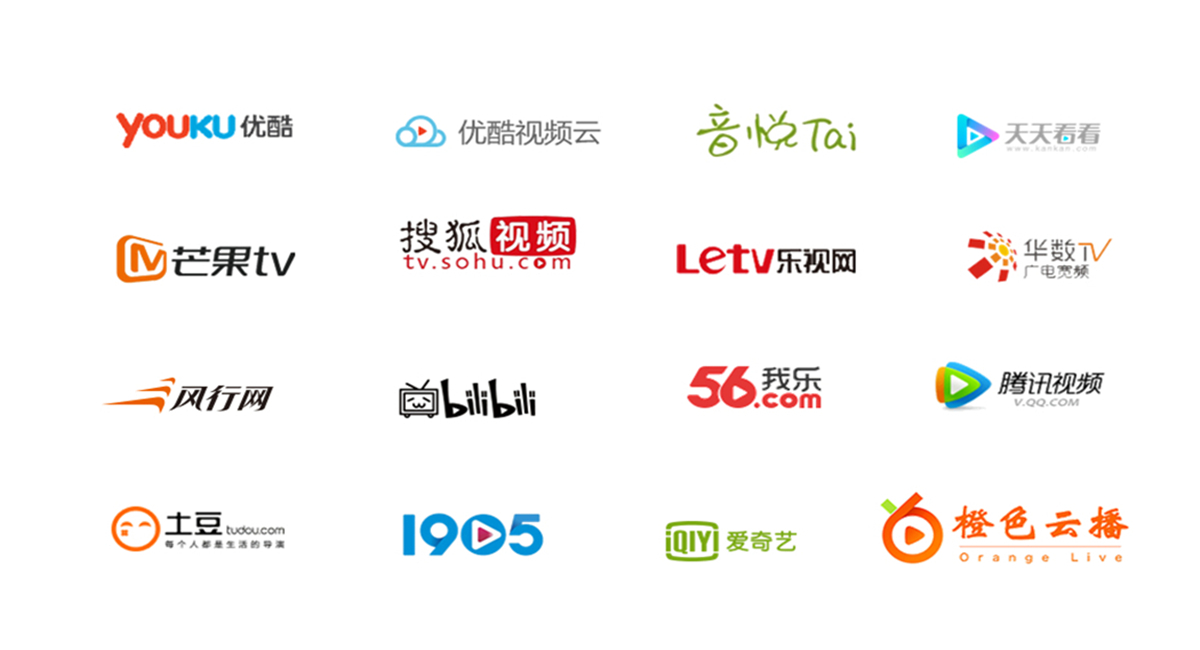 YOUKU 优酷
优酷视频云
音悦Tai
天天看看
www.kankan.com
芒果tv
搜狐视频
tv.sohu.com
Letv乐视网
华数TV
广电宽频
风行网
bilibili
56我乐
.com
腾讯视频
V.QQ.COM
土豆 tudou.com
每个人都是生活的导演
1905
iQIYI 爱奇艺
橙色云播
Orange Live